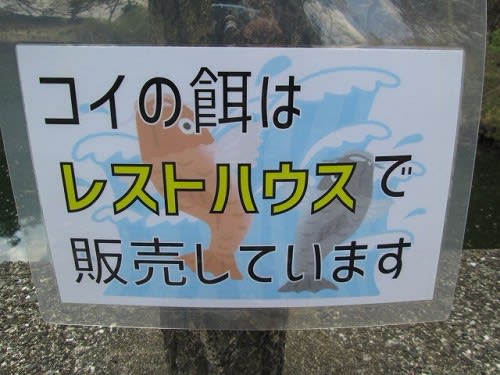 コイの餌は
レストハウスで
販売しています